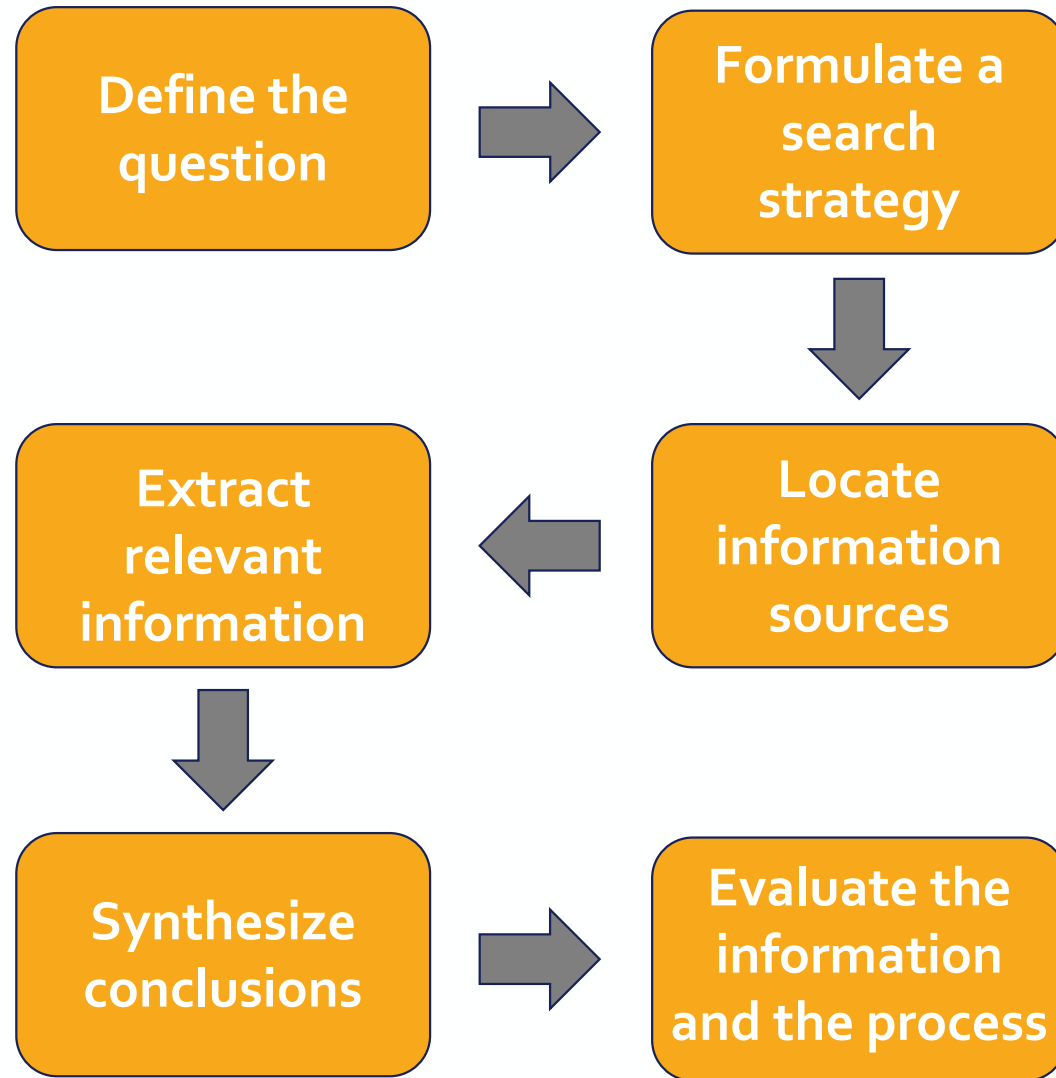 Define the
question
Formulate a
search
strategy
Locate
information
sources
Extract
relevant
information
Synthesize
conclusions
Evaluate the
information
and the process